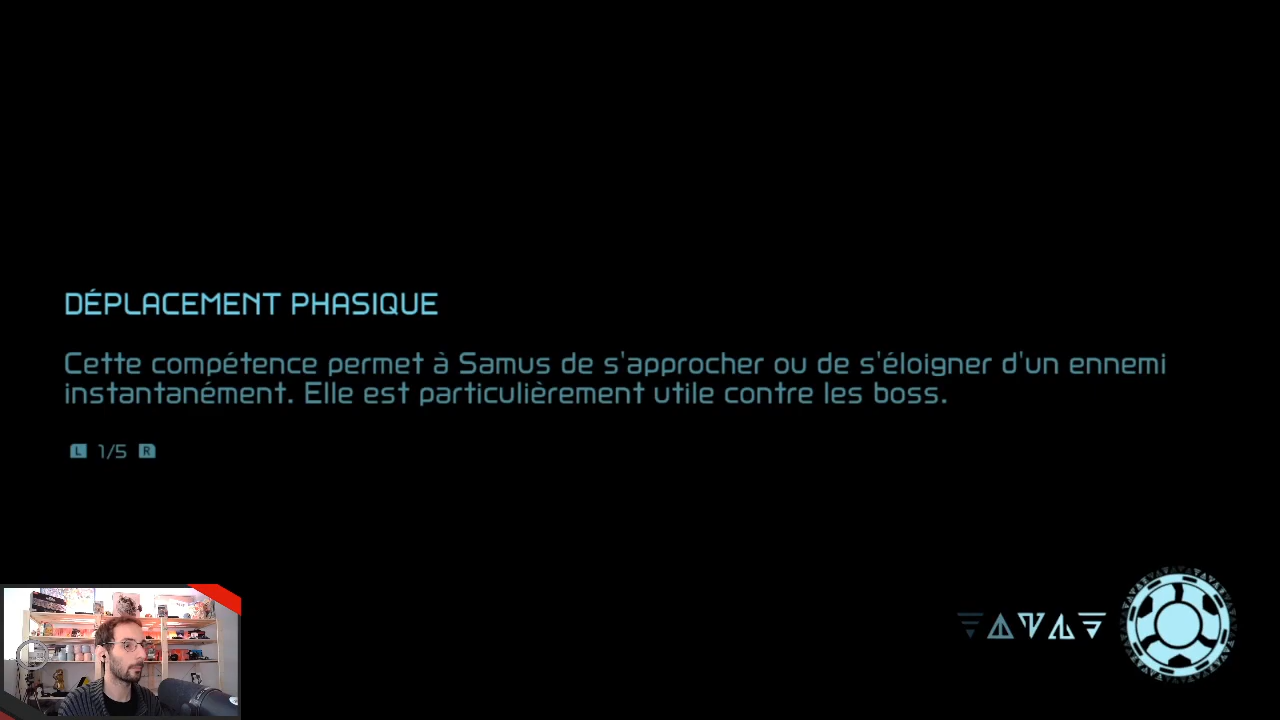 DÉPLACEMENT PHASIQUE
Cette compétence permet à Samus de s'approcher ou de s'éloigner d'un ennemi
instantanément. Elle est particulièrement utile contre les boss.
L 1/5 R